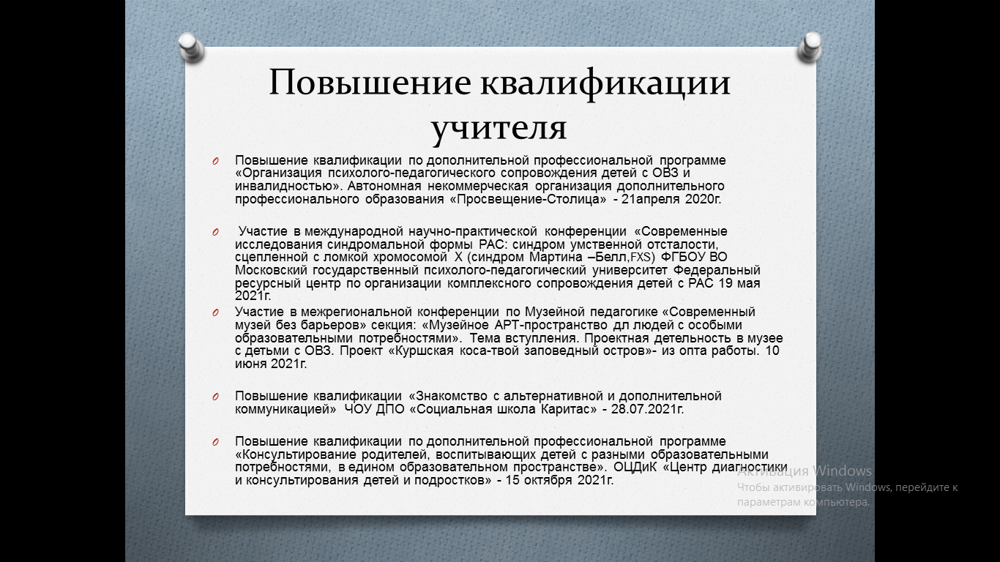 Повышение квалификации
учителя
Повышение квалификации по дополнительной профессиональной программе
«Организация психолого-педагогического сопровождения детей с ОВЗ и
инвалидностью». Автономная некоммерческая организация дополнительного
профессионального образования «Просвещение-Столица» - 21апреля 2020г.
Участие в международной научно-практической конференции «Современные
исследования синдромальной формы РАС: синдром умственной отсталости,
сцепленной с ломкой хромосомой X (синдром Мартина –Белл,FXS) ФГБОУ ВО
Московский государственный психолого-педагогический университет Федеральный
ресурсный центр по организации комплексного сопровождения детей с РАС 19 мая
2021г.
Участие в межрегиональной конференции по Музейной педагогике «Современный
музей без барьеров» секция: «Музейное АРТ-пространство дл людей с особыми
образовательными потребностями». Тема вступления. Проектная детельность в музее
с детьми с ОВЗ. Проект «Куршская коса-твой заповедный остров»- из опта работы. 10
июня 2021г.
Повышение квалификации «Знакомство с альтернативной и дополнительной
коммуникацией» ЧОУ ДПО «Социальная школа Каритас» - 28.07.2021г.
Повышение квалификации по дополнительной профессиональной программе
«Консультирование родителей, воспитывающих детей с разными образовательными
потребностями, в едином образовательном пространстве». ОЦДиК «Центр диагностики
и консультирования детей и подростков» - 15 октября 2021г.
Активация Windows
Чтобы активировать Windows, перейдите к
параметрам компьютера.